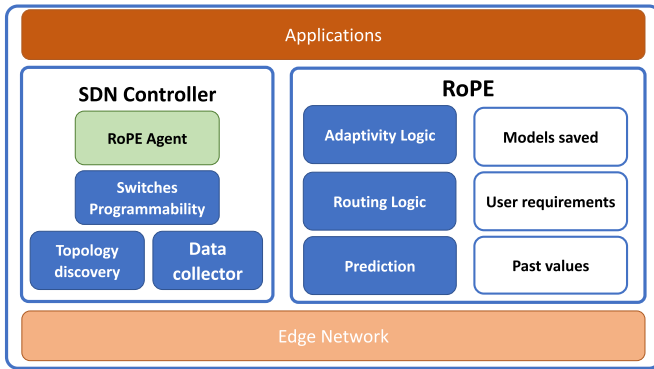 Applications
SDN Controller
RoPE Agent
Switches
Programmability
Topology
discovery
Data
collector
RoPE
Adaptivity Logic
Models saved
Routing Logic
User requirements
Prediction
Past values
Edge Network